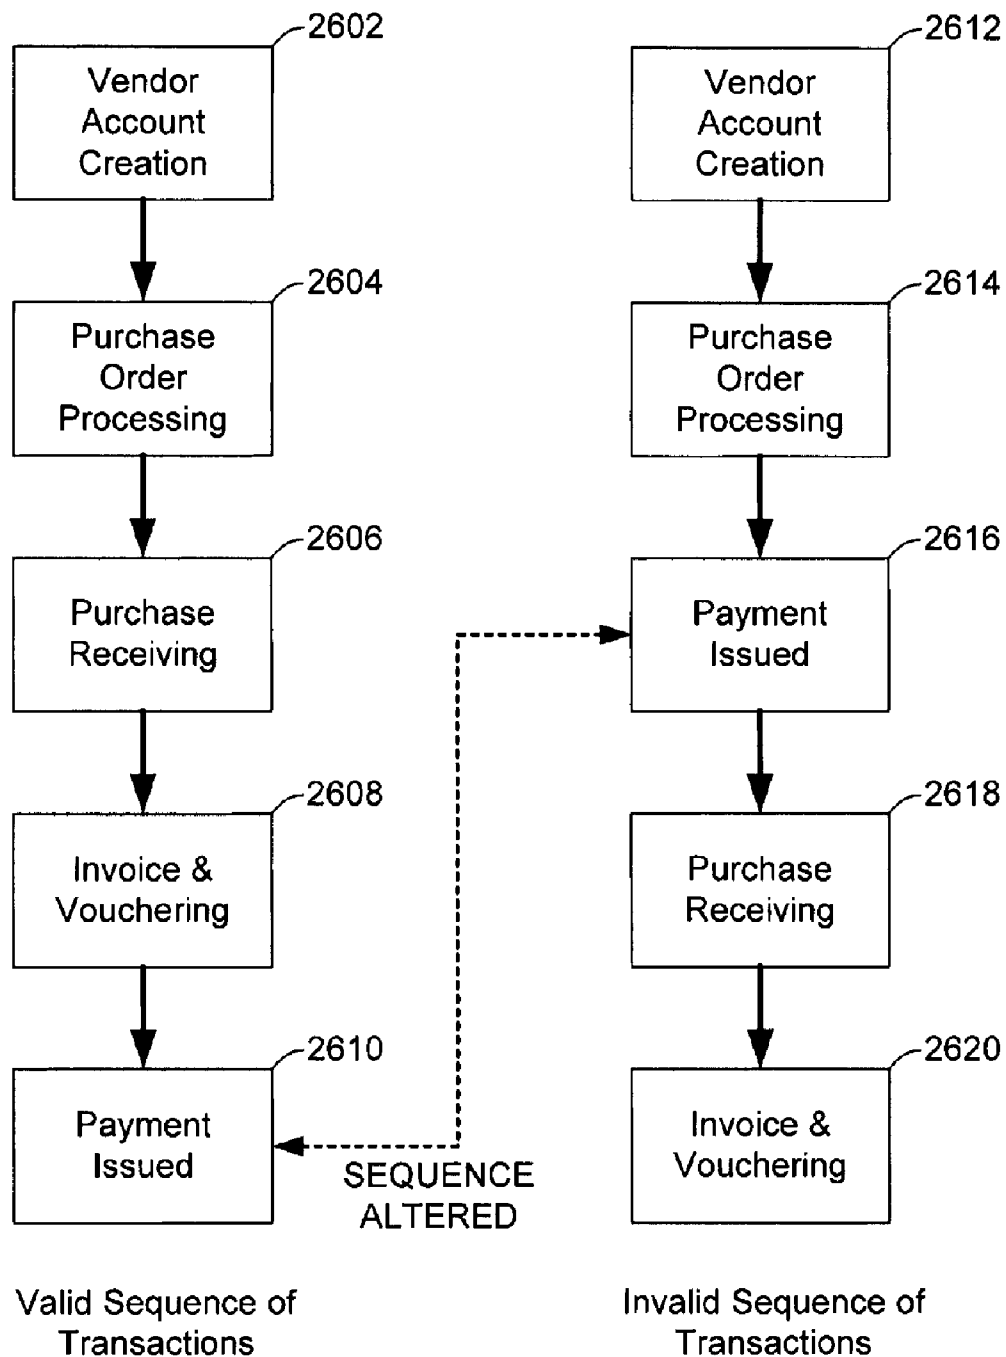 2602
Vendor
Account
Creation
2604
Purchase
Order
Processing
2606
Purchase
Receiving
2608
Invoice &
Vouchering
2610
Payment
Issued
SEQUENCE
ALTERED
Valid Sequence of
Transactions
2612
Vendor
Account
Creation
2614
Purchase
Order
Processing
2616
Payment
Issued
2618
Purchase
Receiving
2620
Invoice &
Vouchering
Invalid Sequence of
Transactions